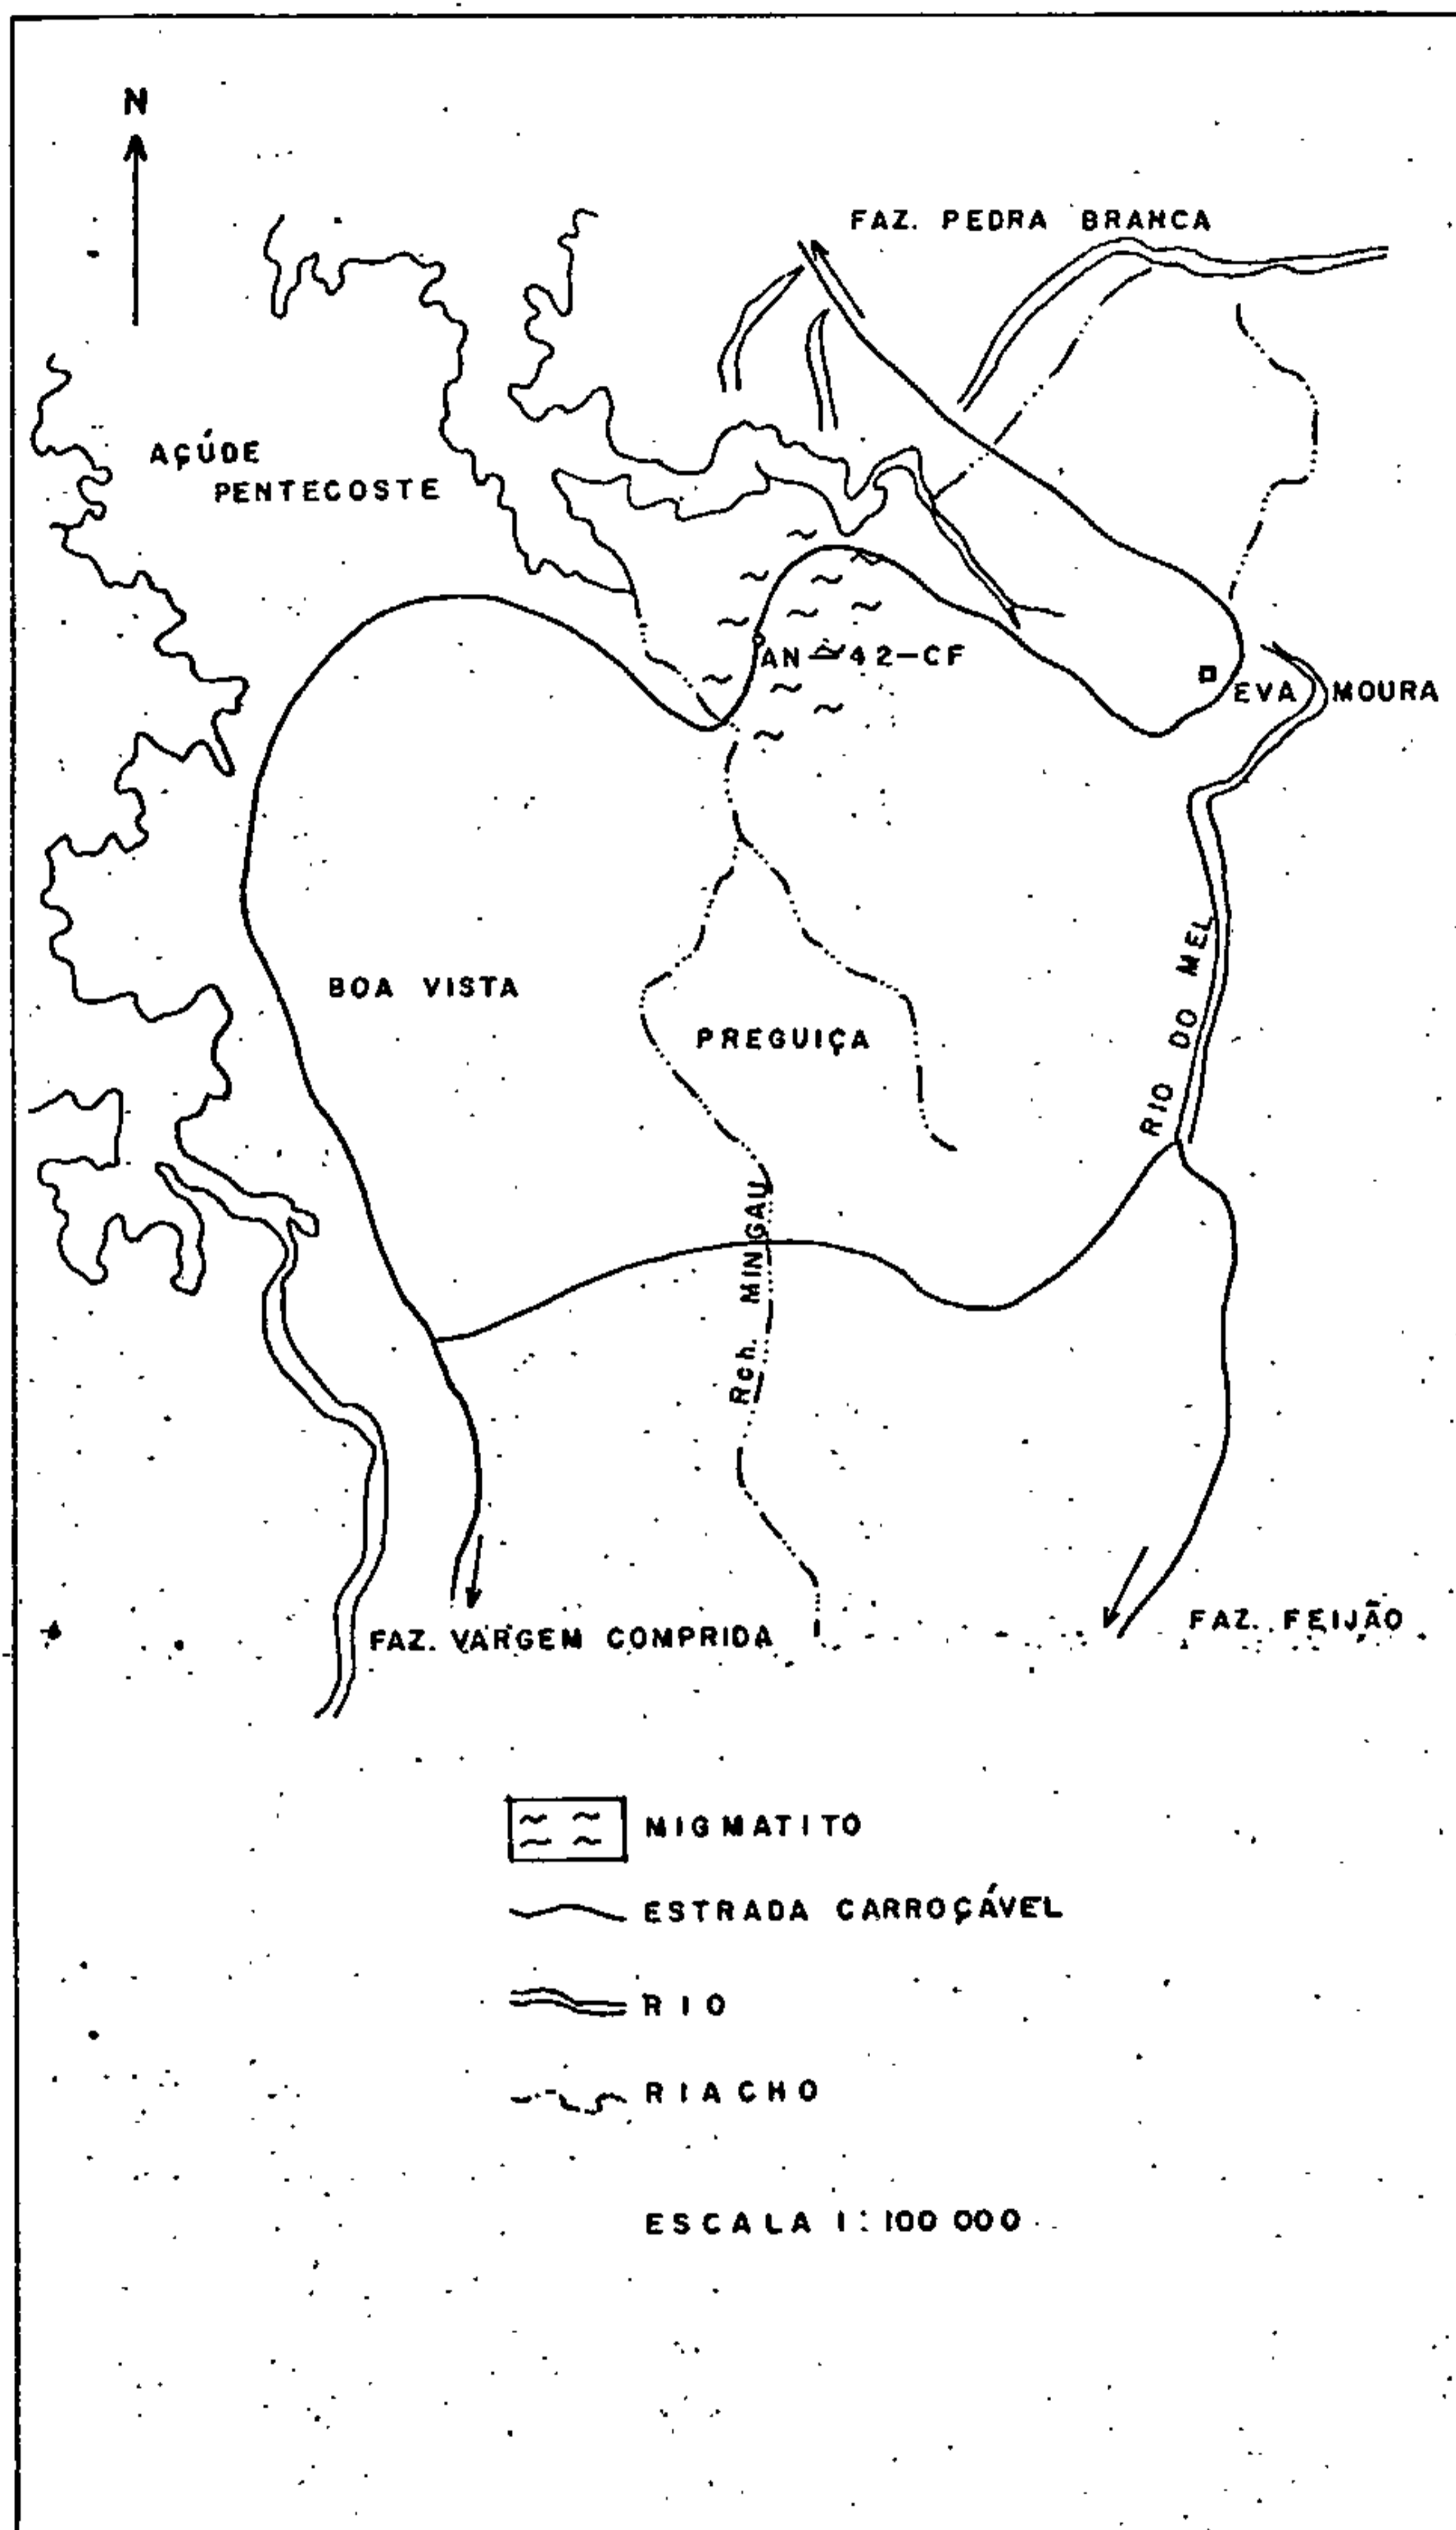 N
FAZ. PEDRA BRANCA
AÇÚDE
PENTECOSTE
AN-42-CF
EVA MOURA
RIO DO MEL
BOA VISTA
PREGUIÇA
Rch. MINGAU
FAZ. VARGEM COMPRIDA
FAZ. FEIJÃO
MIGMATITO
ESTRADA CARROÇÁVEL
RIO
RIACHO
ESCALA 1:100 000